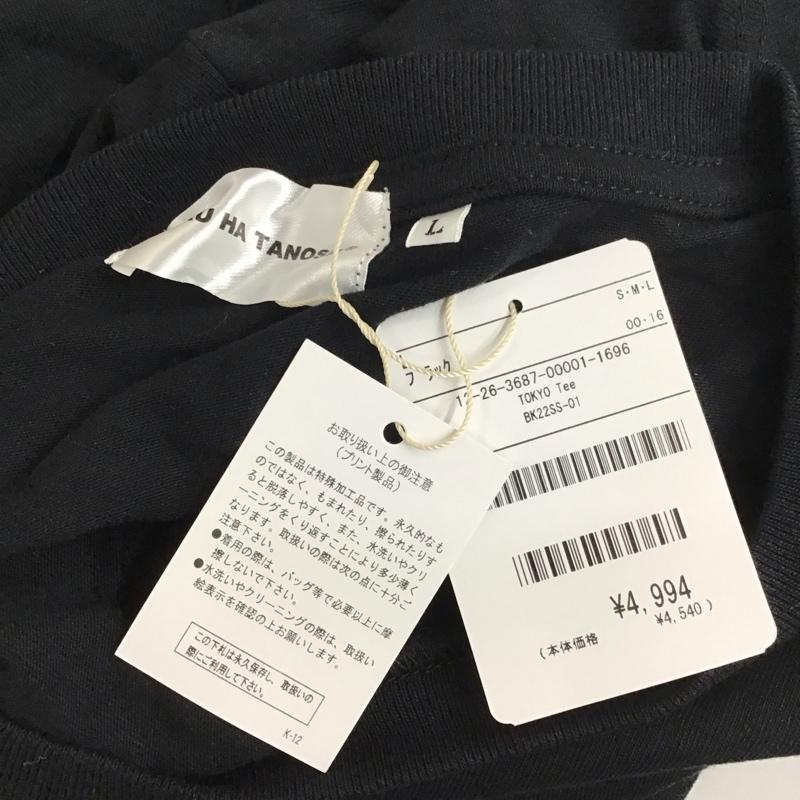 HA TANOS
L
S・M・L
00・16
ブラック
12-26-3687-00001-1696
TOKYO Tee
BK22SS-01
¥4,994
(本体価格 ¥4,540)
お取り扱い上の御注意
(プリント製品)
この製品は特殊加工品です。永久的なも
のではなく、もまれたり、擦られたりす
ると脱落しやすく、また、水洗いやクリ
ーニングをくり返すことにより多少薄く
なります。取扱いの際は次の点に十分ご
注意下さい。
●着用の際は、バッグ等で必要以上に摩
擦しないで下さい。
●水洗いやクリーニングの際は、取扱い
絵表示を確認の上お願いします。
この下札は永久保存し、取扱いの
際にご利用して下さい。
K-12